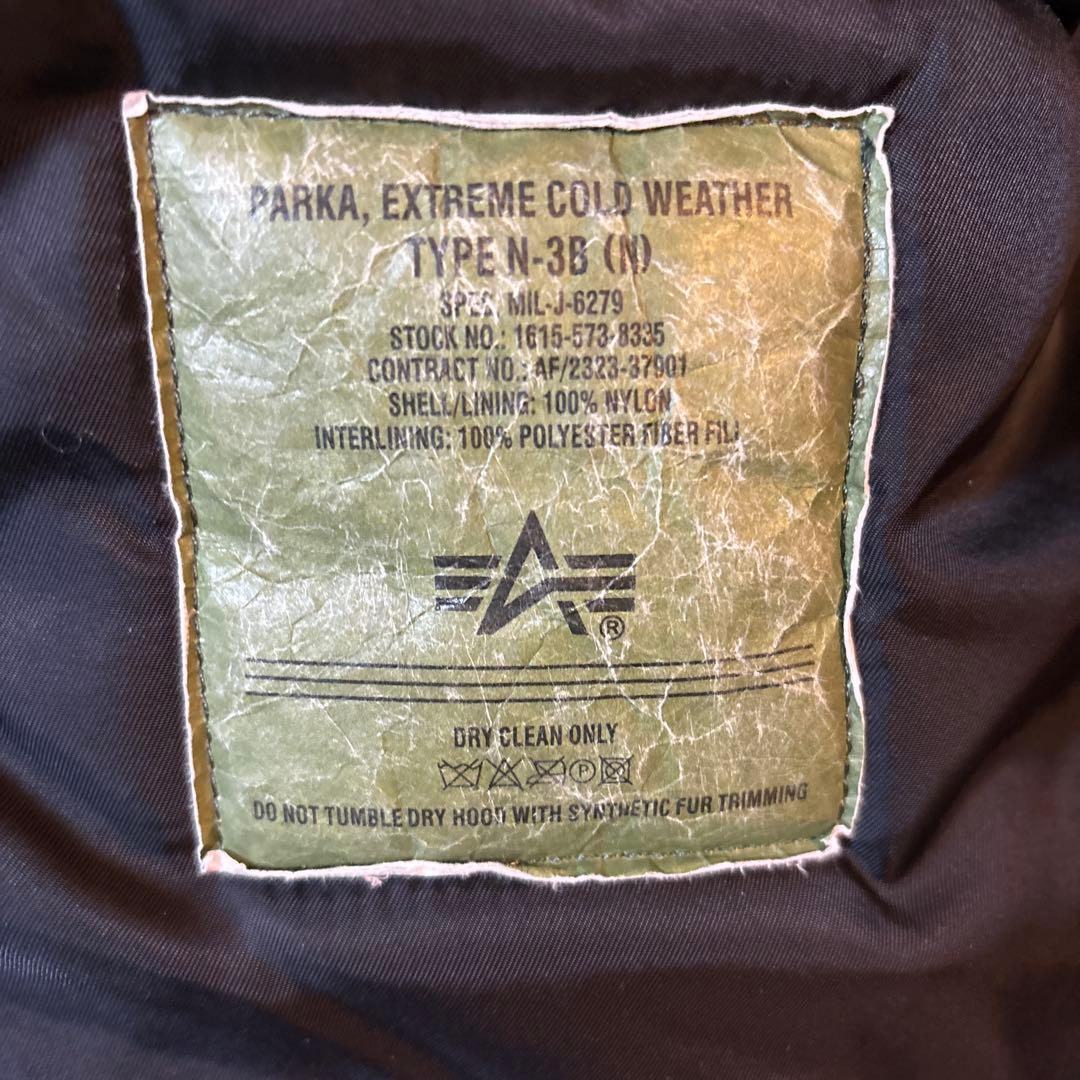 PARKA, EXTREME COLD WEATHER
TYPE N-3B (N)
SPEC. MIL-J-6279
STOCK NO.: 1615-573-8335
CONTRACT NO.: AF/2323-37901
SHELL/LINING: 100% NYLON
INTERLINING: 100% POLYESTER FIBER FILL
®
DRY CLEAN ONLY
P
DO NOT TUMBLE DRY HOOD WITH SYNTHETIC FUR TRIMMING